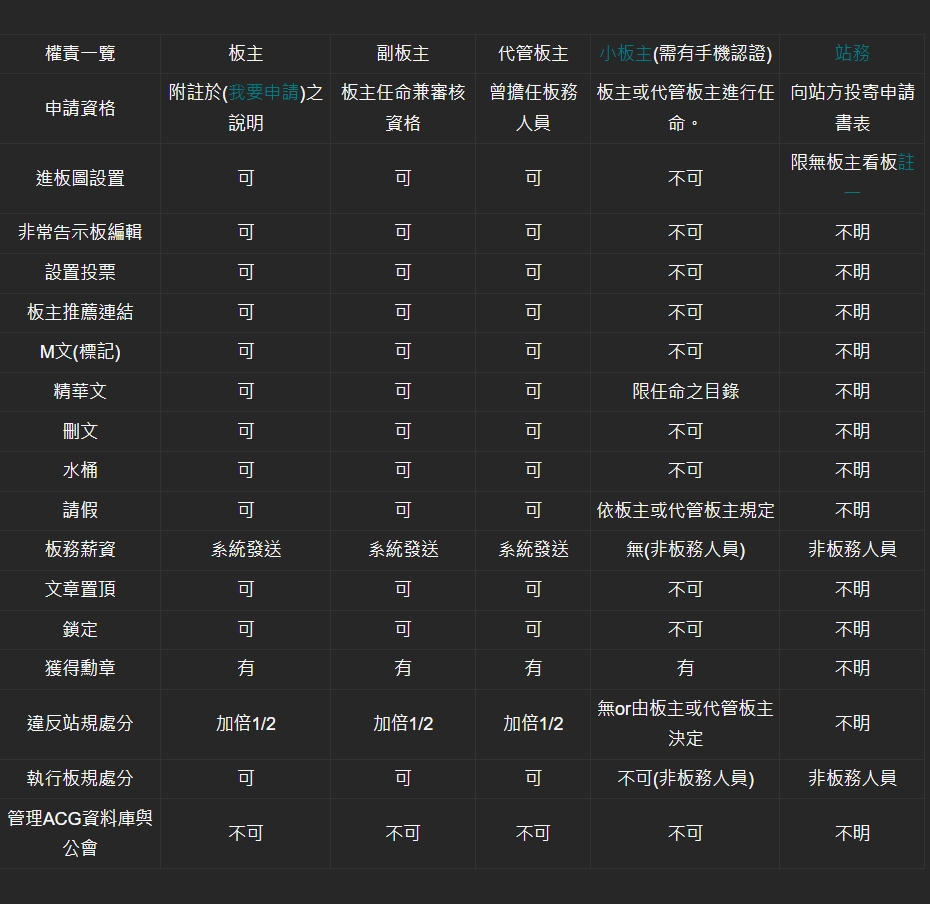 權責一覽 板主 副板主 代管板主 小板主(需有手機認證) 站務
申請資格 附註於(我要申請)之 板主任命兼審核 曾擔任板務 板主或代管板主進行任 向站方投寄申請
說明 資格 人員 命。 書表
進板圖設置 可 可 可 不可 限無板主看板註
一
非常告示板編輯 可 可 可 不可 不明
設置投票 可 可 可 不可 不明
板主推薦連結 可 可 可 不可 不明
M文(標記) 可 可 可 不可 不明
精華文 可 可 可 限任命之目錄 不明
刪文 可 可 可 不可 不明
水桶 可 可 可 不可 不明
請假 可 可 可 依板主或代管板主規定 不明
板務薪資 系統發送 系統發送 系統發送 無(非板務人員) 非板務人員
文章置頂 可 可 可 不可 不明
鎖定 可 可 可 不可 不明
獲得勳章 有 有 有 有 不明
違反站規處分 加倍1/2 加倍1/2 加倍1/2 無or由板主或代管板主 不明
決定
執行板規處分 可 可 可 不可(非板務人員) 非板務人員
管理ACG資料庫與 不可 不可 不可 不可 不明
公會